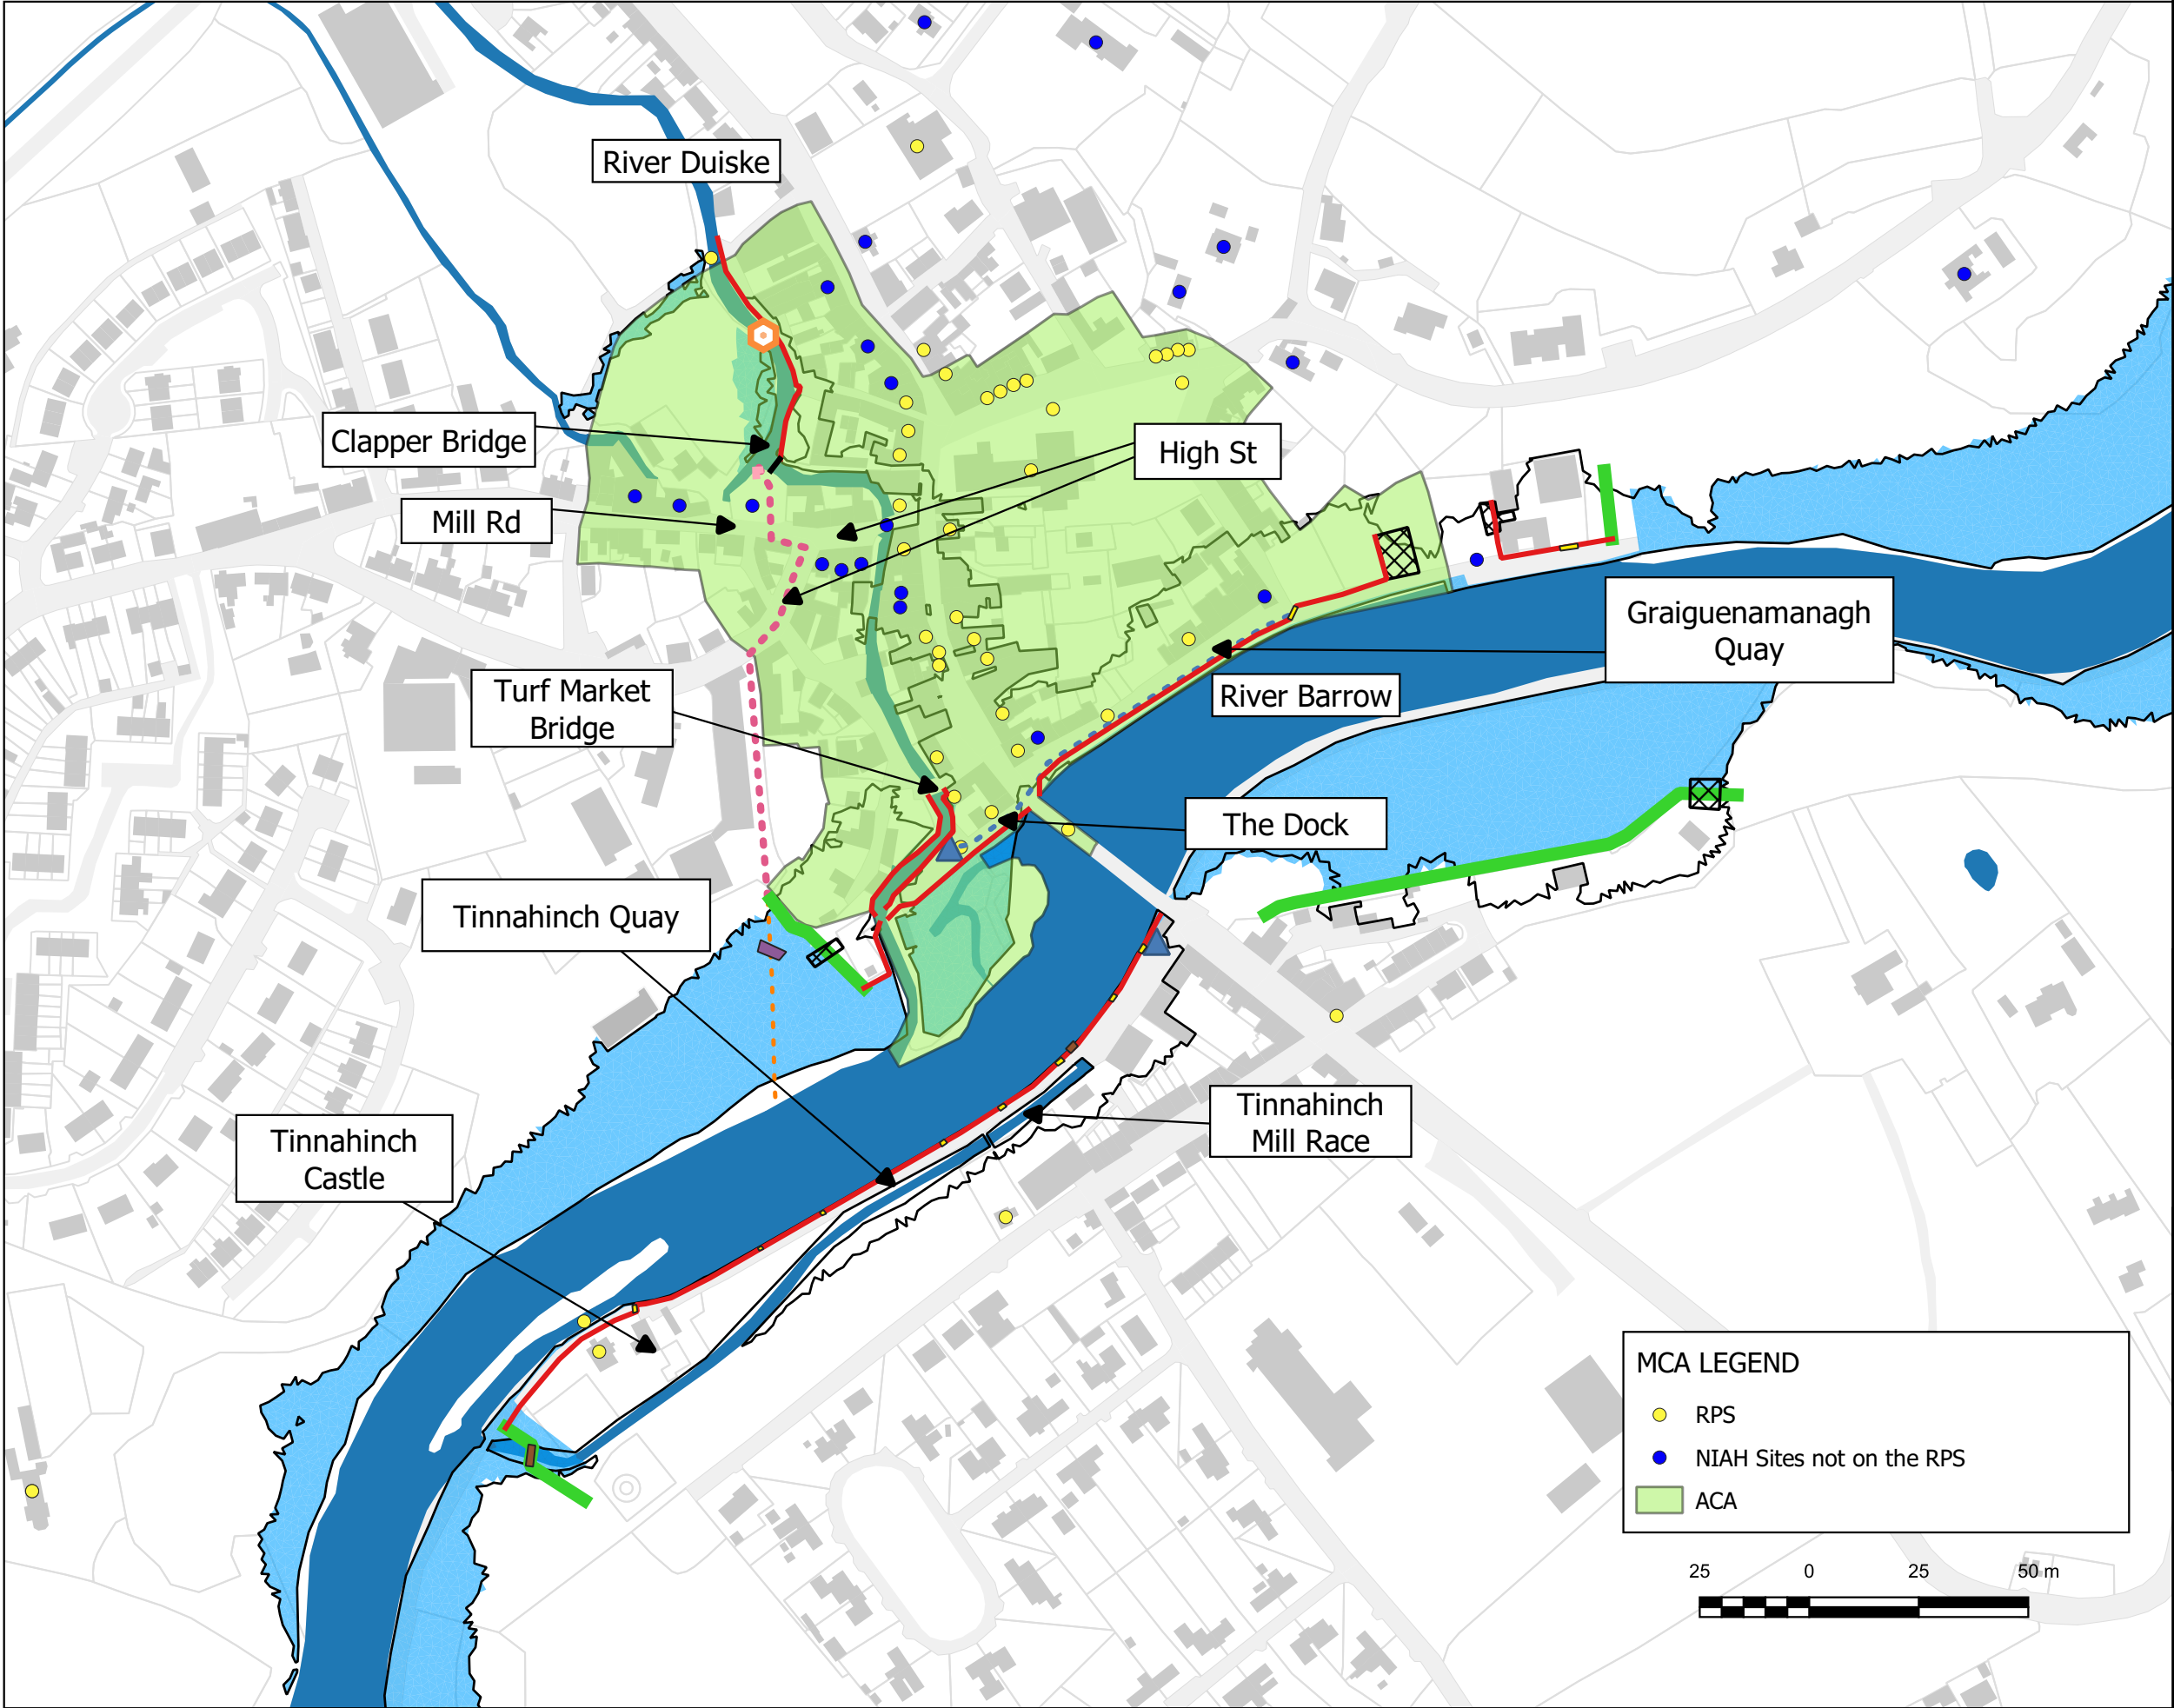 River Duiske
Clapper Bridge
High St
Mill Rd
Graiguenamanagh
Quay
Turf Market
Bridge
River Barrow
The Dock
Tinnahinch Quay
Tinnahinch
Mill Race
Tinnahinch
Castle
MCA LEGEND
RPS
NIAH Sites not on the RPS
ACA
25 0 25 50 m